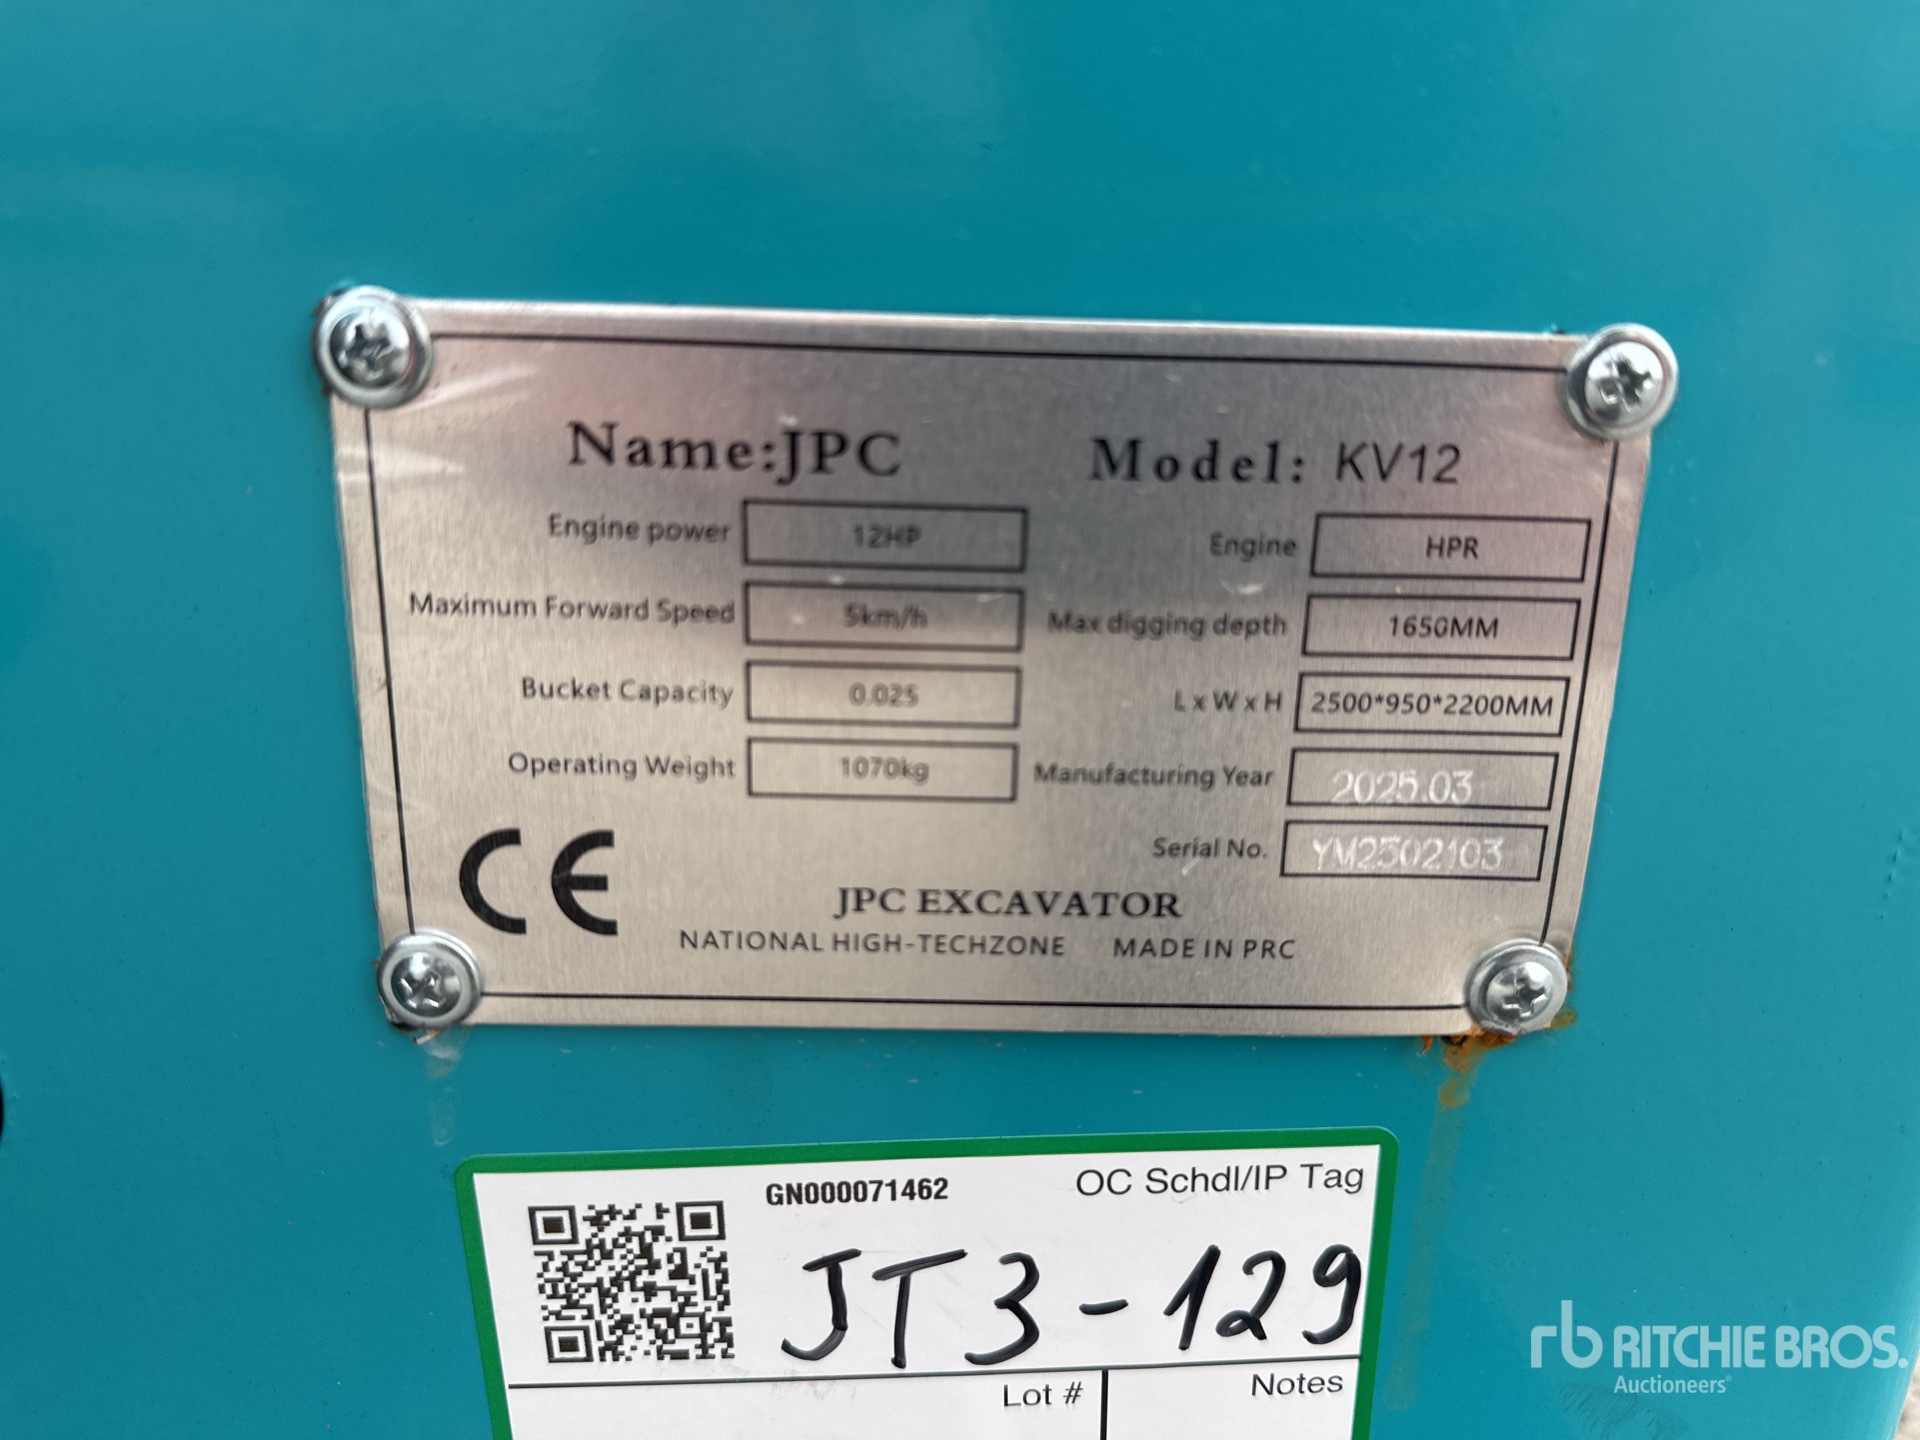 Name:JPC Model: KV12
Engine power 12HP Engine HPR
Maximum Forward Speed 5km/h Max digging depth 1650MM
Bucket Capacity 0.025 L x W x H 2500*950*2200MM
Operating Weight 1070kg Manufacturing Year 2025.03
Serial No. YM2502103
CE
JPC EXCAVATOR
NATIONAL HIGH-TECHZONE MADE IN PRC
GN000071462 OC Schdl/IP Tag
JT3-129
Lot # Notes
rb RITCHIE BROS.
Auctioneers